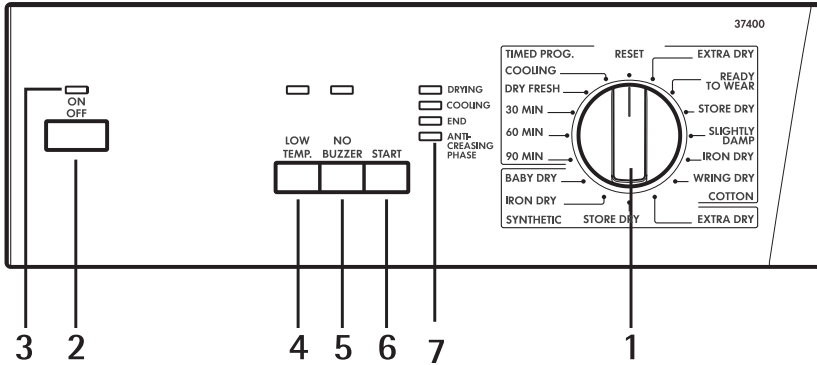 37400
ON
OFF
LOW
TEMP.
NO
BUZZER
START
DRYING
COOLING
END
ANTI-
CREASING
PHASE
TIMED PROG.
RESET
EXTRA DRY
COOLING
READY
TO WEAR
DRY FRESH
STORE DRY
30 MIN
SLIGHTLY
DAMP
60 MIN
IRON DRY
90 MIN
WRING DRY
BABY DRY
COTTON
IRON DRY
SYNTHETIC
STORE DRY
EXTRA DRY
3
2
4
5
6
7
1